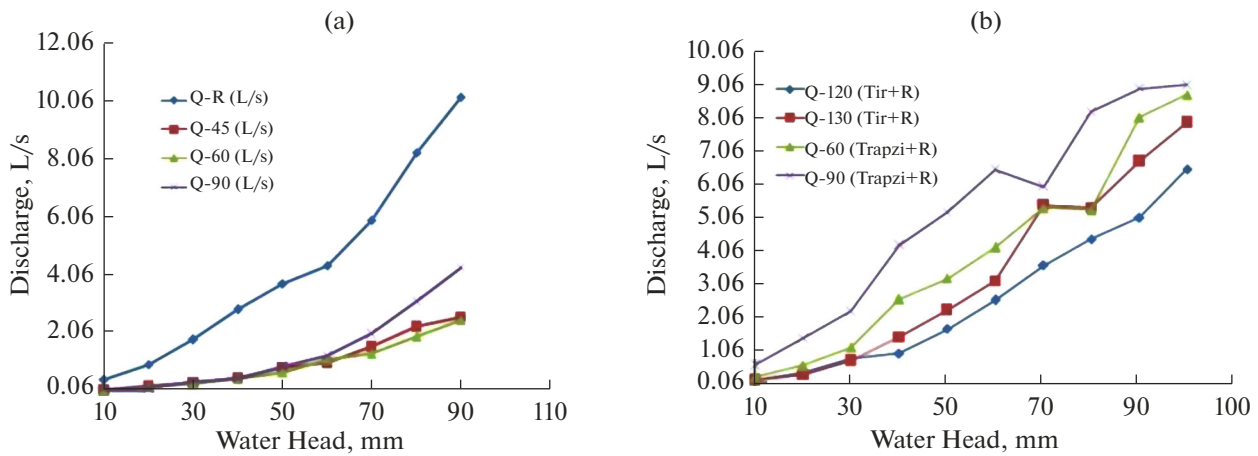 (a)
12.06
10.06
8.06
6.06
4.06
2.06
0.06
Discharge, L/s
Q-R (L/s)
Q-45 (L/s)
Q-60 (L/s)
Q-90 (L/s)
10 30 50 70 90 110
Water Head, mm
(b)
10.06
9.06
8.06
7.06
6.06
5.06
4.06
3.06
2.06
1.06
0.06
Discharge, L/s
Q-120 (Tir+R)
Q-130 (Tir+R)
Q-60 (Trapzi+R)
Q-90 (Trapzi+R)
10 30 50 70 90 100
Water Head, mm